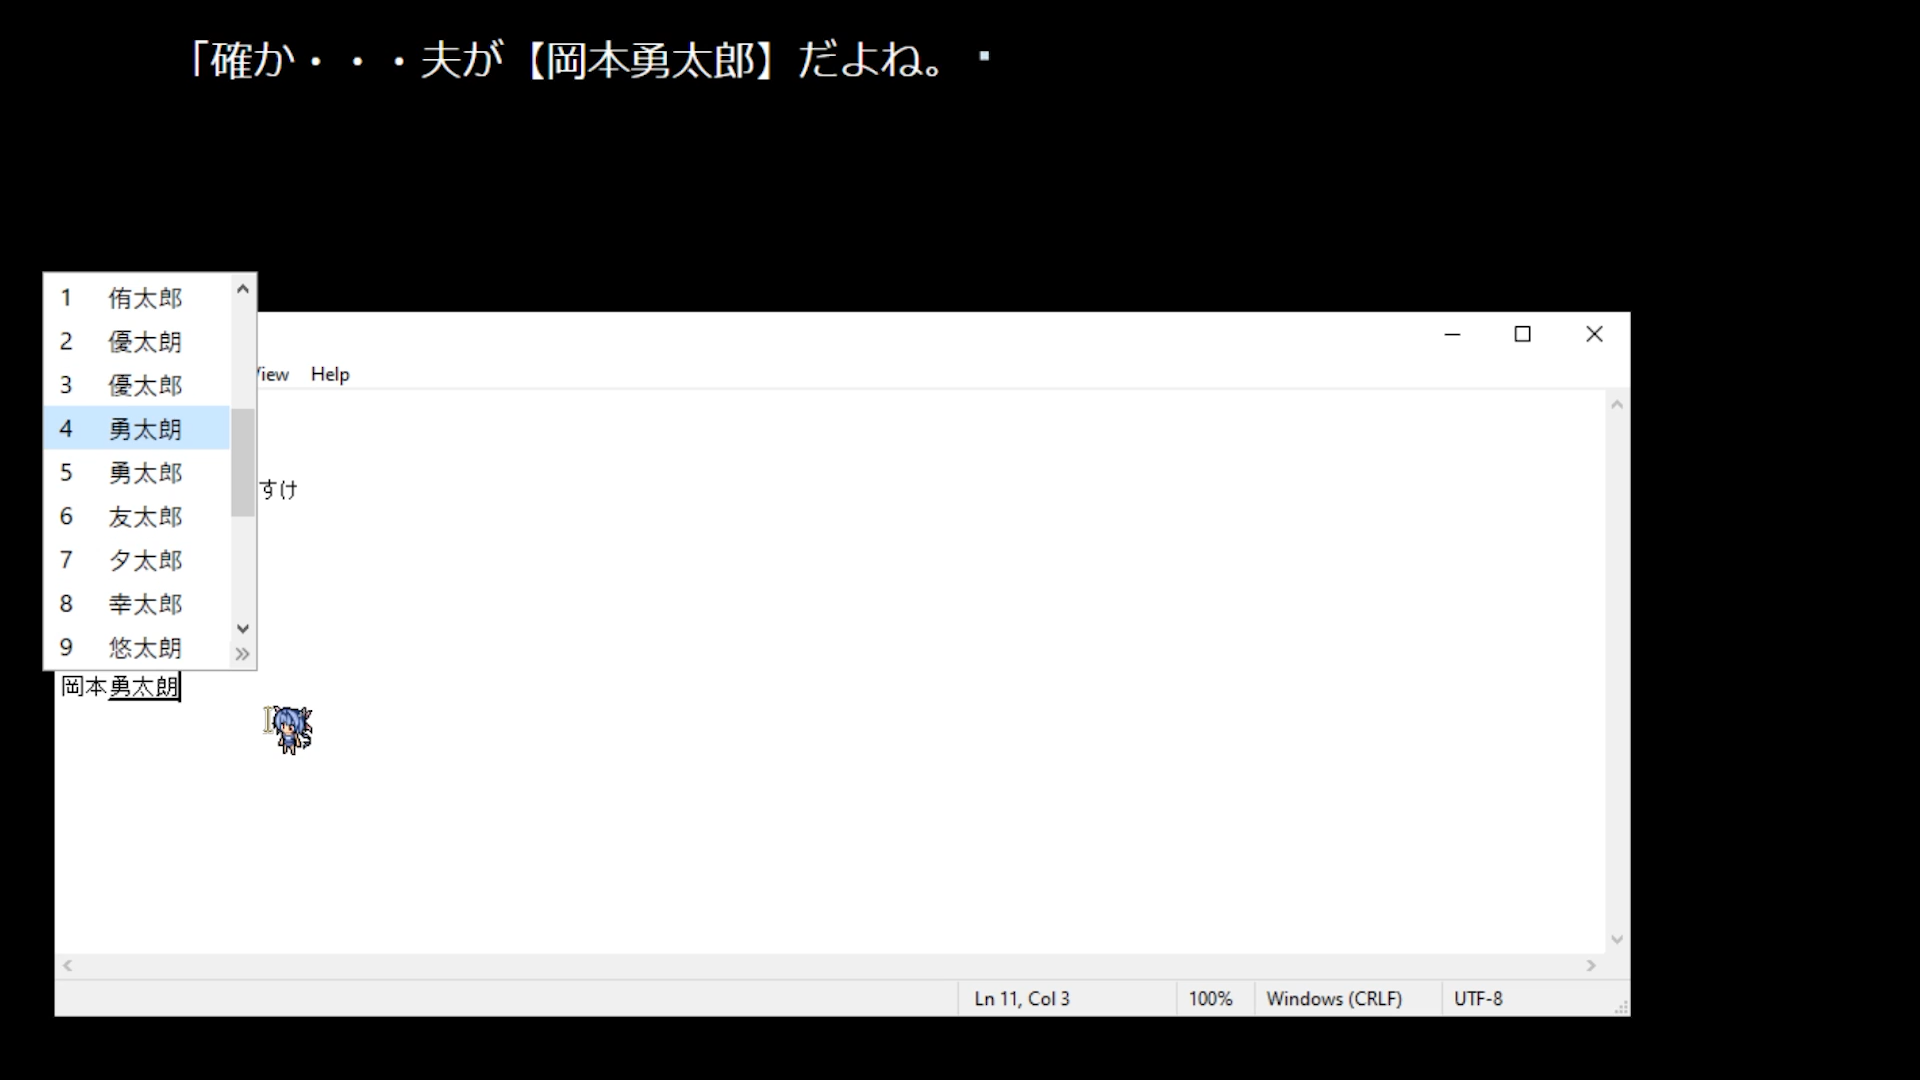 「確か・・・夫が【岡本勇太郎】だよね。
1 侑太郎
2 優太朗
3 優太郎
4 勇太朗
5 勇太郎
6 友太郎
7 夕太郎
8 幸太郎
9 悠太朗
View Help
すけ
岡本勇太朗
Ln 11, Col 3 100% Windows (CRLF) UTF-8